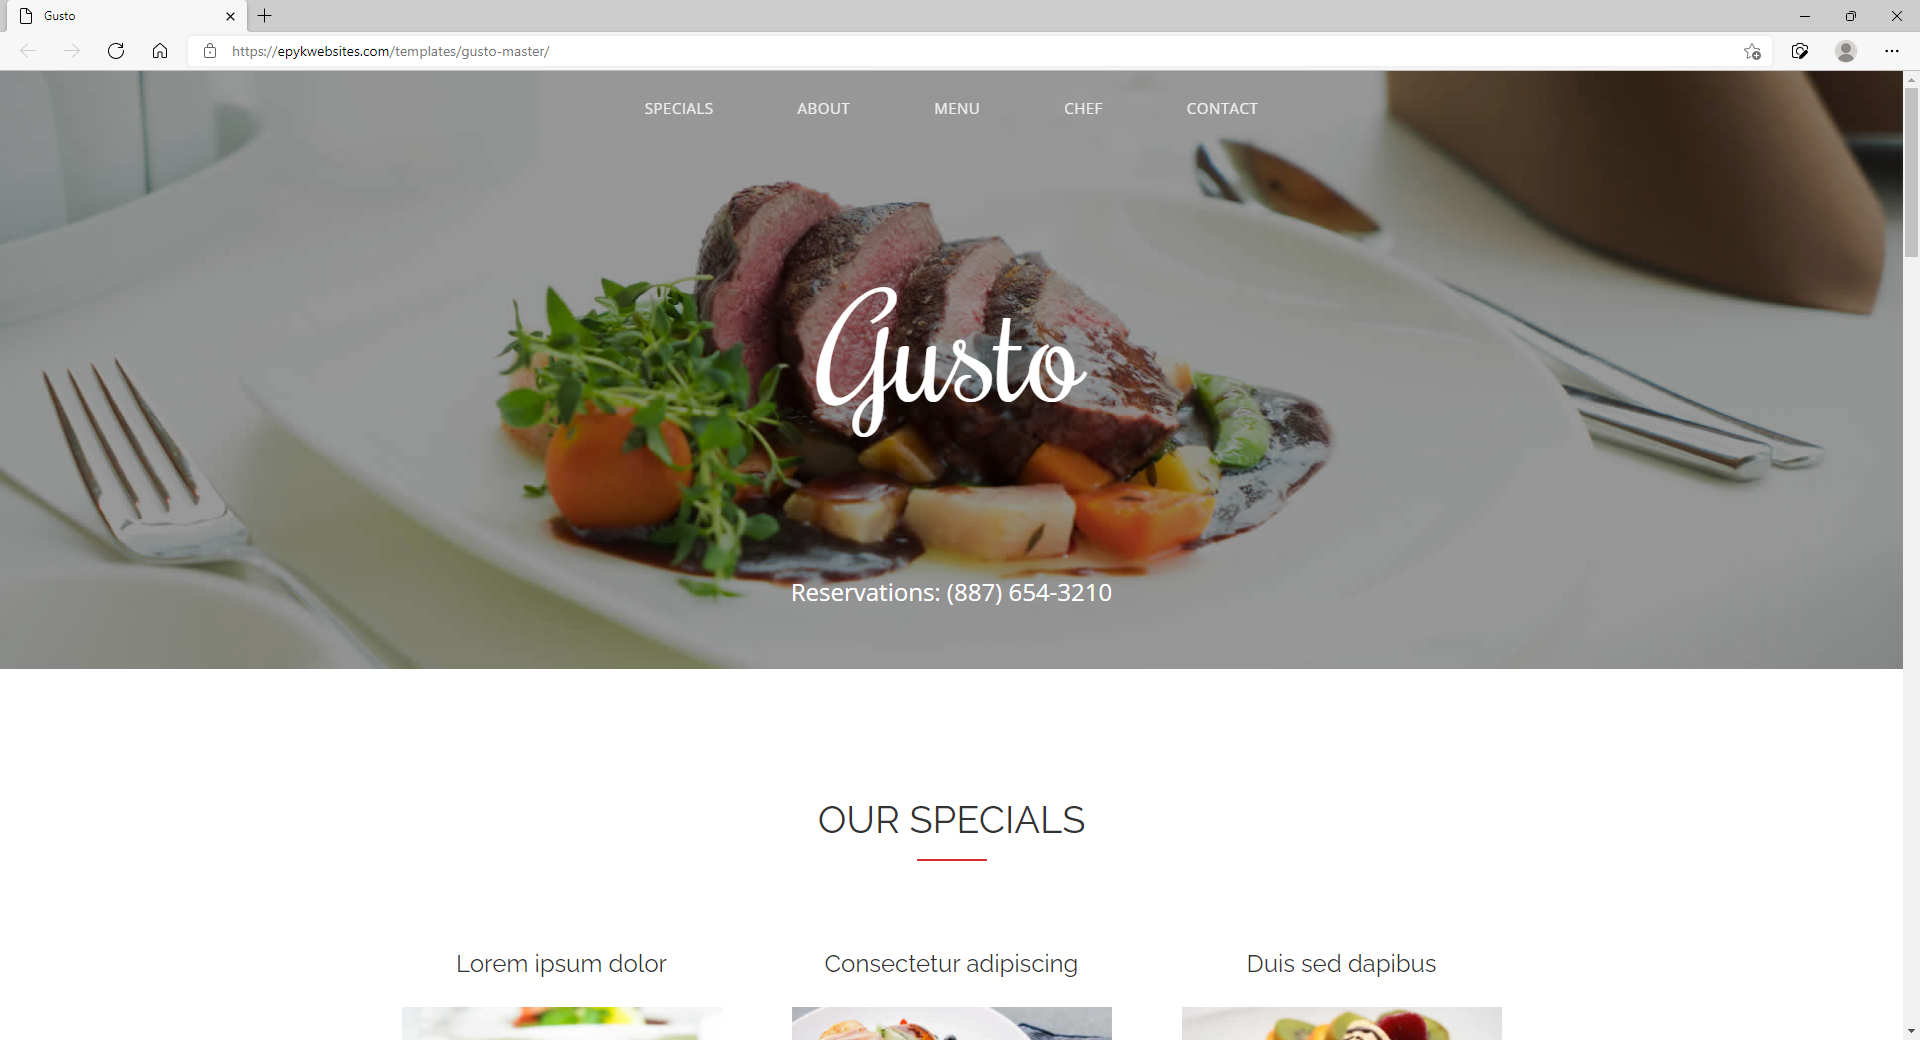 Gusto
https://epykwebsites.com/templates/gusto-master/
SPECIALS ABOUT MENU CHEF CONTACT
Gusto
Reservations: (887) 654-3210
OUR SPECIALS
Lorem ipsum dolor Consectetur adipiscing Duis sed dapibus